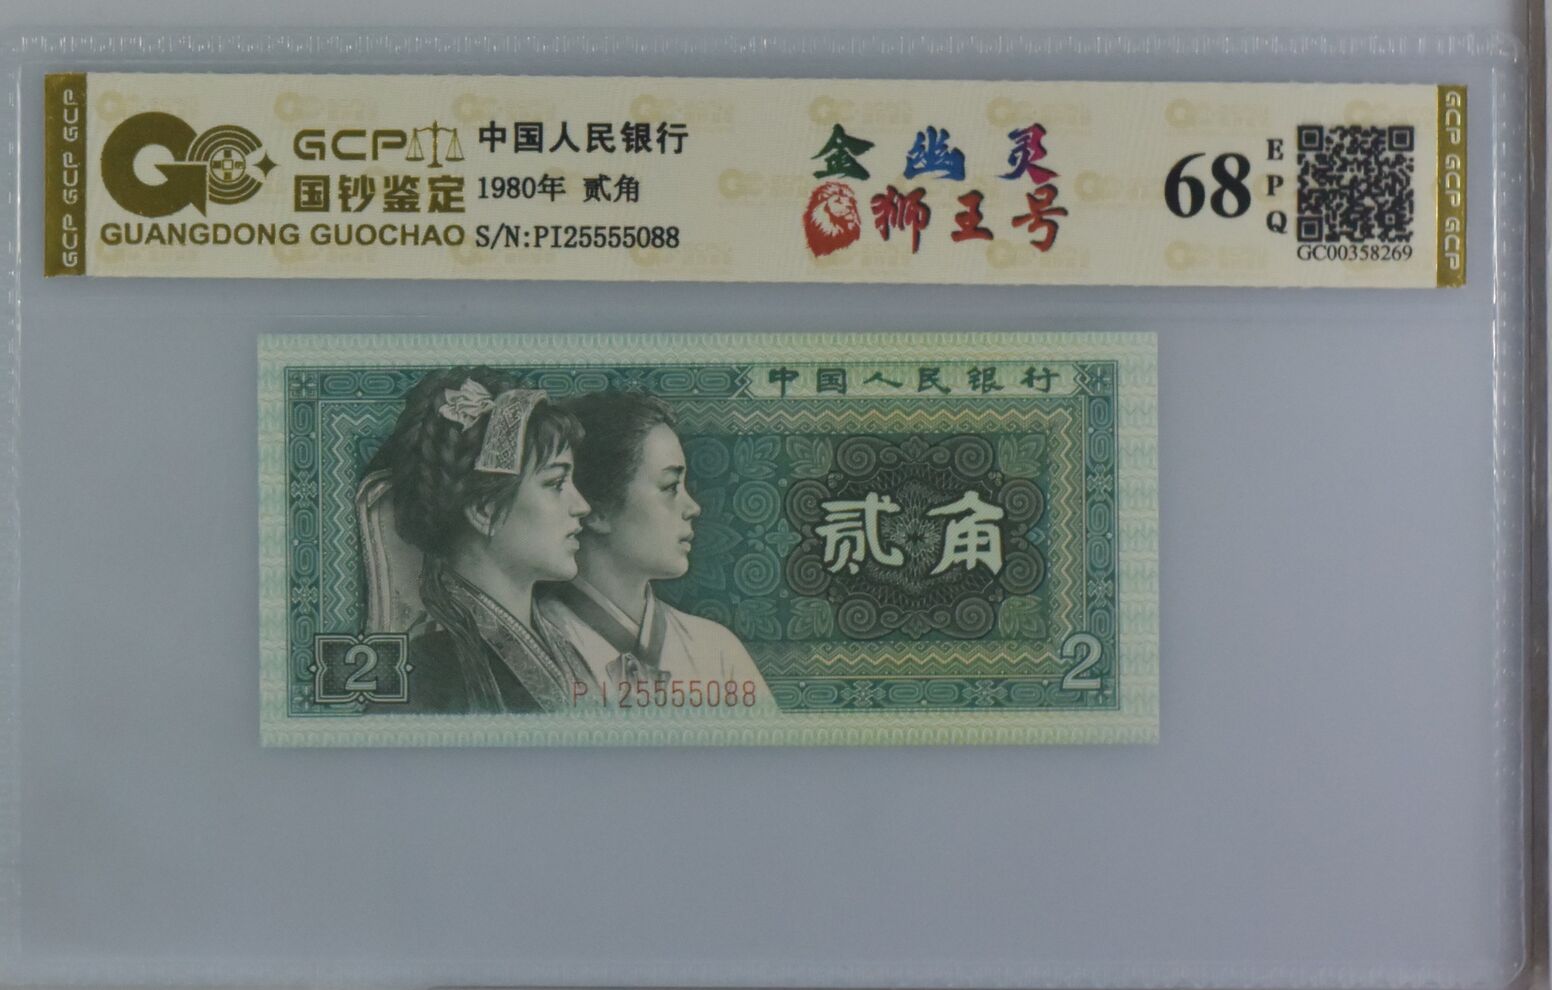 GCP GCP GCP
GCP
国钞鉴定
GUANGDONG GUOCHAO
中国人民银行
1980年 贰角
S/N:PI25555088
金幽灵
狮王号
68
EPQ
GC00358269
GCP GCP GCP
中国人民银行
贰角
2
2
PI25555088